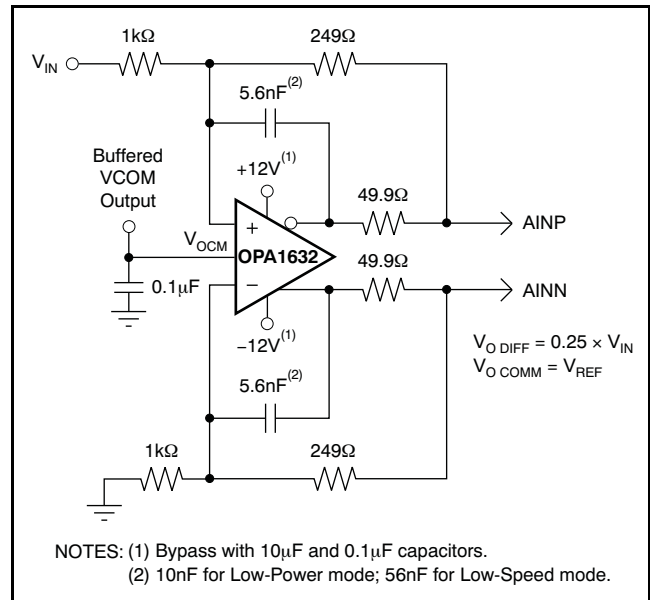 1kΩ
249Ω
V_IN
5.6nF(2)
Buffered
VCOM
Output
+12V(1)
49.9Ω
AINP
+
V_OCM
OPA1632
49.9Ω
−
0.1μF
AINN
−12V(1)
V_O DIFF = 0.25 × V_IN
V_O COMM = V_REF
5.6nF(2)
1kΩ
249Ω
NOTES: (1) Bypass with 10μF and 0.1μF capacitors.
(2) 10nF for Low-Power mode; 56nF for Low-Speed mode.